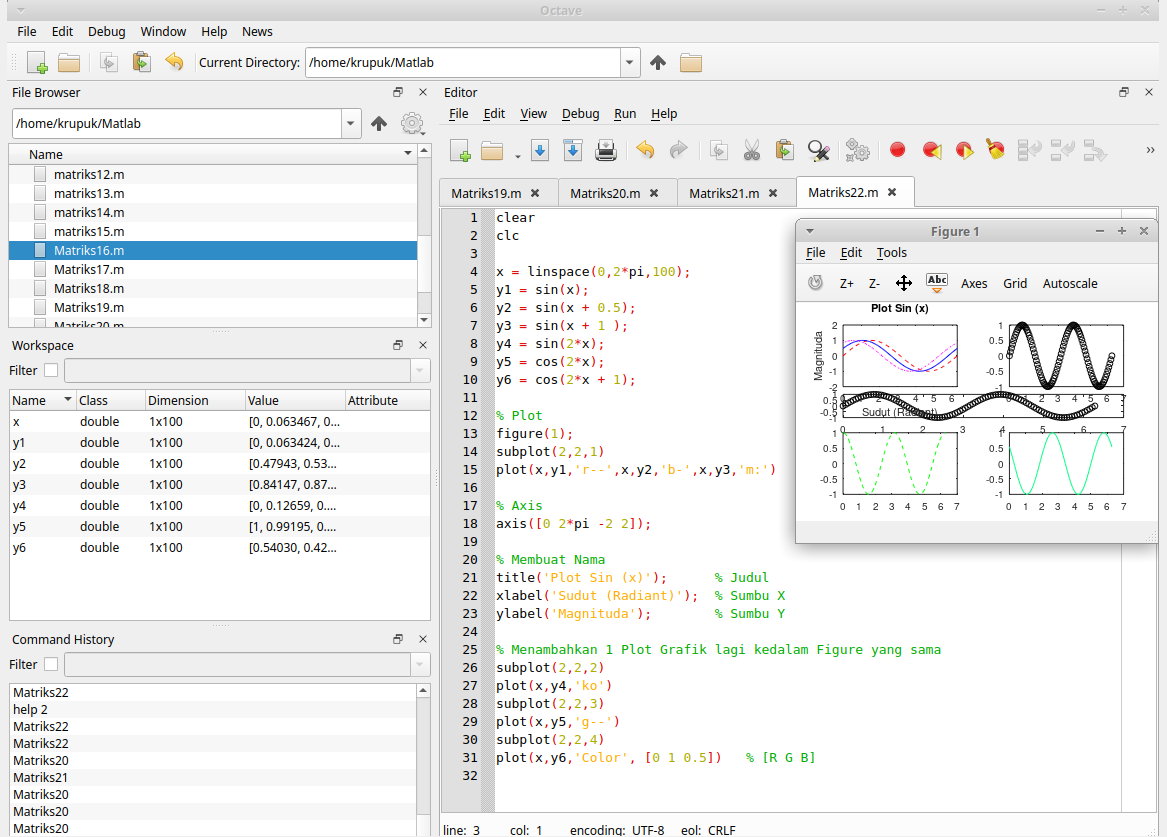 Octave
File Edit Debug Window Help News
Current Directory: /home/krupuk/Matlab
File Browser
/home/krupuk/Matlab
Name
matriks12.m
matriks13.m
matriks14.m
matriks15.m
Matriks16.m
Matriks17.m
Matriks18.m
Matriks19.m
Matriks20.m
Workspace
Filter
Name Class Dimension Value Attribute
x double 1x100 [0, 0.063467, 0...
y1 double 1x100 [0, 0.063424, 0...
y2 double 1x100 [0.47943, 0.53...
y3 double 1x100 [0.84147, 0.87...
y4 double 1x100 [0, 0.12659, 0....
y5 double 1x100 [1, 0.99195, 0....
y6 double 1x100 [0.54030, 0.42...
Command History
Filter
Matriks22
help 2
Matriks22
Matriks22
Matriks20
Matriks21
Matriks20
Matriks20
Matriks20
Editor
File Edit View Debug Run Help
Matriks19.m Matriks20.m Matriks21.m Matriks22.m
1 clear
2 clc
3
4 x = linspace(0,2*pi,100);
5 y1 = sin(x);
6 y2 = sin(x + 0.5);
7 y3 = sin(x + 1 );
8 y4 = sin(2*x);
9 y5 = cos(2*x);
10 y6 = cos(2*x + 1);
11
12 % Plot
13 figure(1);
14 subplot(2,2,1)
15 plot(x,y1,'r--',x,y2,'b-',x,y3,'m:')
16
17 % Axis
18 axis([0 2*pi -2 2]);
19
20 % Membuat Nama
21 title('Plot Sin (x)'); % Judul
22 xlabel('Sudut (Radiant)'); % Sumbu X
23 ylabel('Magnituda'); % Sumbu Y
24
25 % Menambahkan 1 Plot Grafik lagi kedalam Figure yang sama
26 subplot(2,2,2)
27 plot(x,y4,'ko')
28 subplot(2,2,3)
29 plot(x,y5,'g--')
30 subplot(2,2,4)
31 plot(x,y6,'Color', [0 1 0.5]) % [R G B]
32
line: 3 col: 1 encoding: UTF-8 eol: CRLF
Figure 1
File Edit Tools
Z+ Z- Abc Axes Grid Autoscale
Plot Sin (x)
Magnituda
2
1
0
-1
-2
1
0.5
0
-0.5
-1
Sudut (Radiant)
0 1 2 3 4 5 6 7
1
0.5
0
-0.5
-1
0 1 2 3 4 5 6 7
1
0.5
0
-0.5
-1
0 1 2 3 4 5 6 7